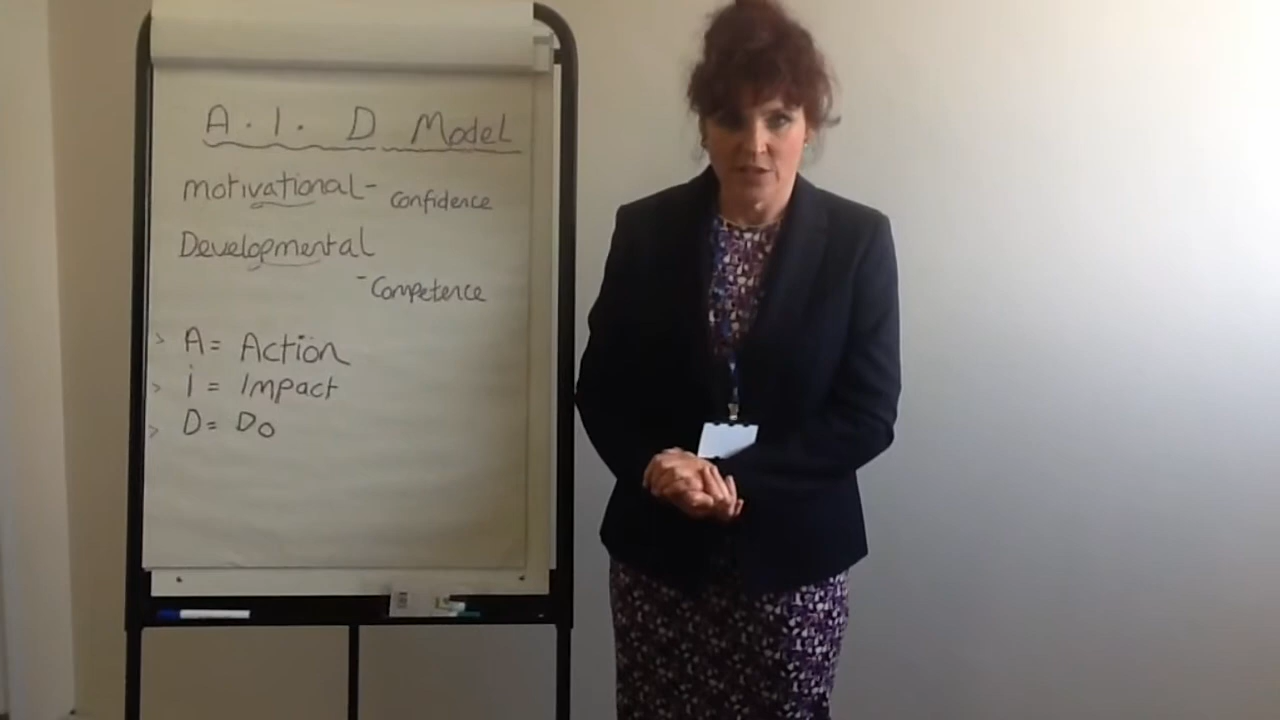 A.I. D Model
motivational - confidence
Developmental
- Competence
> A = Action
> i = Impact
> D = Do